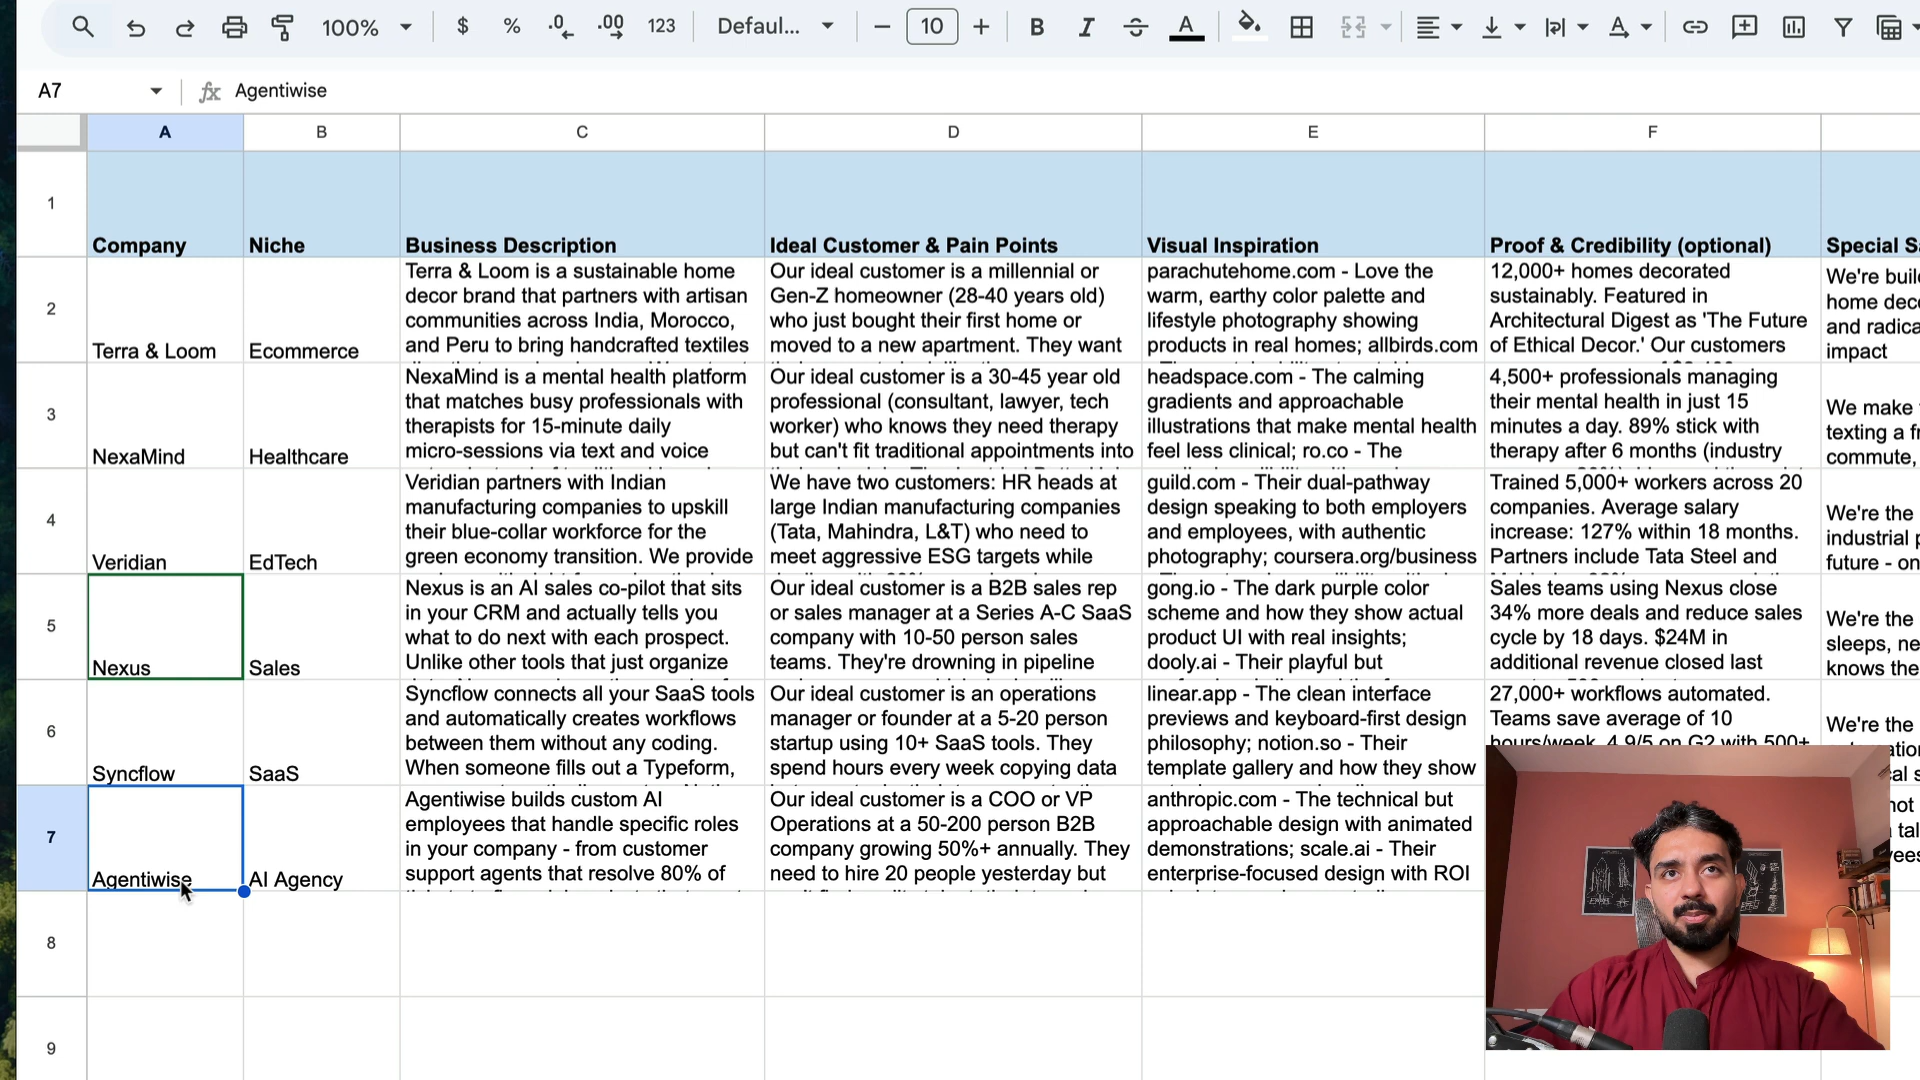 100%
$
%
.0
.00
123
Defaul...
10
B
I
A
A
A7
fx
Agentiwise
A
B
C
D
E
F
1
Company
Niche
Business Description
Ideal Customer & Pain Points
Visual Inspiration
Proof & Credibility (optional)
Special Sa
2
Terra & Loom
Ecommerce
Terra & Loom is a sustainable home
decor brand that partners with artisan
communities across India, Morocco,
and Peru to bring handcrafted textiles
Our ideal customer is a millennial or
Gen-Z homeowner (28-40 years old)
who just bought their first home or
moved to a new apartment. They want
parachutehome.com - Love the
warm, earthy color palette and
lifestyle photography showing
products in real homes; allbirds.com
12,000+ homes decorated
sustainably. Featured in
Architectural Digest as 'The Future
of Ethical Decor.' Our customers
We're buil
home deco
and radica
impact
3
NexaMind
Healthcare
NexaMind is a mental health platform
that matches busy professionals with
therapists for 15-minute daily
micro-sessions via text and voice
Our ideal customer is a 30-45 year old
professional (consultant, lawyer, tech
worker) who knows they need therapy
but can't fit traditional appointments into
headspace.com - The calming
gradients and approachable
illustrations that make mental health
feel less clinical; ro.co - The
4,500+ professionals managing
their mental health in just 15
minutes a day. 89% stick with
therapy after 6 months (industry
We make
texting a fr
commute,
4
Veridian
EdTech
Veridian partners with Indian
manufacturing companies to upskill
their blue-collar workforce for the
green economy transition. We provide
We have two customers: HR heads at
large Indian manufacturing companies
(Tata, Mahindra, L&T) who need to
meet aggressive ESG targets while
guild.com - Their dual-pathway
design speaking to both employers
and employees, with authentic
photography; coursera.org/business
Trained 5,000+ workers across 20
companies. Average salary
increase: 127% within 18 months.
Partners include Tata Steel and
We're the
industrial p
future - on
5
Nexus
Sales
Nexus is an AI sales co-pilot that sits
in your CRM and actually tells you
what to do next with each prospect.
Unlike other tools that just organize
Our ideal customer is a B2B sales rep
or sales manager at a Series A-C SaaS
company with 10-50 person sales
teams. They're drowning in pipeline
gong.io - The dark purple color
scheme and how they show actual
product UI with real insights;
dooly.ai - Their playful but
Sales teams using Nexus close
34% more deals and reduce sales
cycle by 18 days. $24M in
additional revenue closed last
We're the
sleeps, ne
knows the
6
Syncflow
SaaS
Syncflow connects all your SaaS tools
and automatically creates workflows
between them without any coding.
When someone fills out a Typeform,
Our ideal customer is an operations
manager or founder at a 5-20 person
startup using 10+ SaaS tools. They
spend hours every week copying data
linear.app - The clean interface
previews and keyboard-first design
philosophy; notion.so - Their
template gallery and how they show
27,000+ workflows automated.
Teams save average of 10
hours/week. 4.9/5 on G2 with 500+
We're the
7
Agentiwise
AI Agency
Agentiwise builds custom AI
employees that handle specific roles
in your company - from customer
support agents that resolve 80% of
Our ideal customer is a COO or VP
Operations at a 50-200 person B2B
company growing 50%+ annually. They
need to hire 20 people yesterday but
anthropic.com - The technical but
approachable design with animated
demonstrations; scale.ai - Their
enterprise-focused design with ROI
8
9